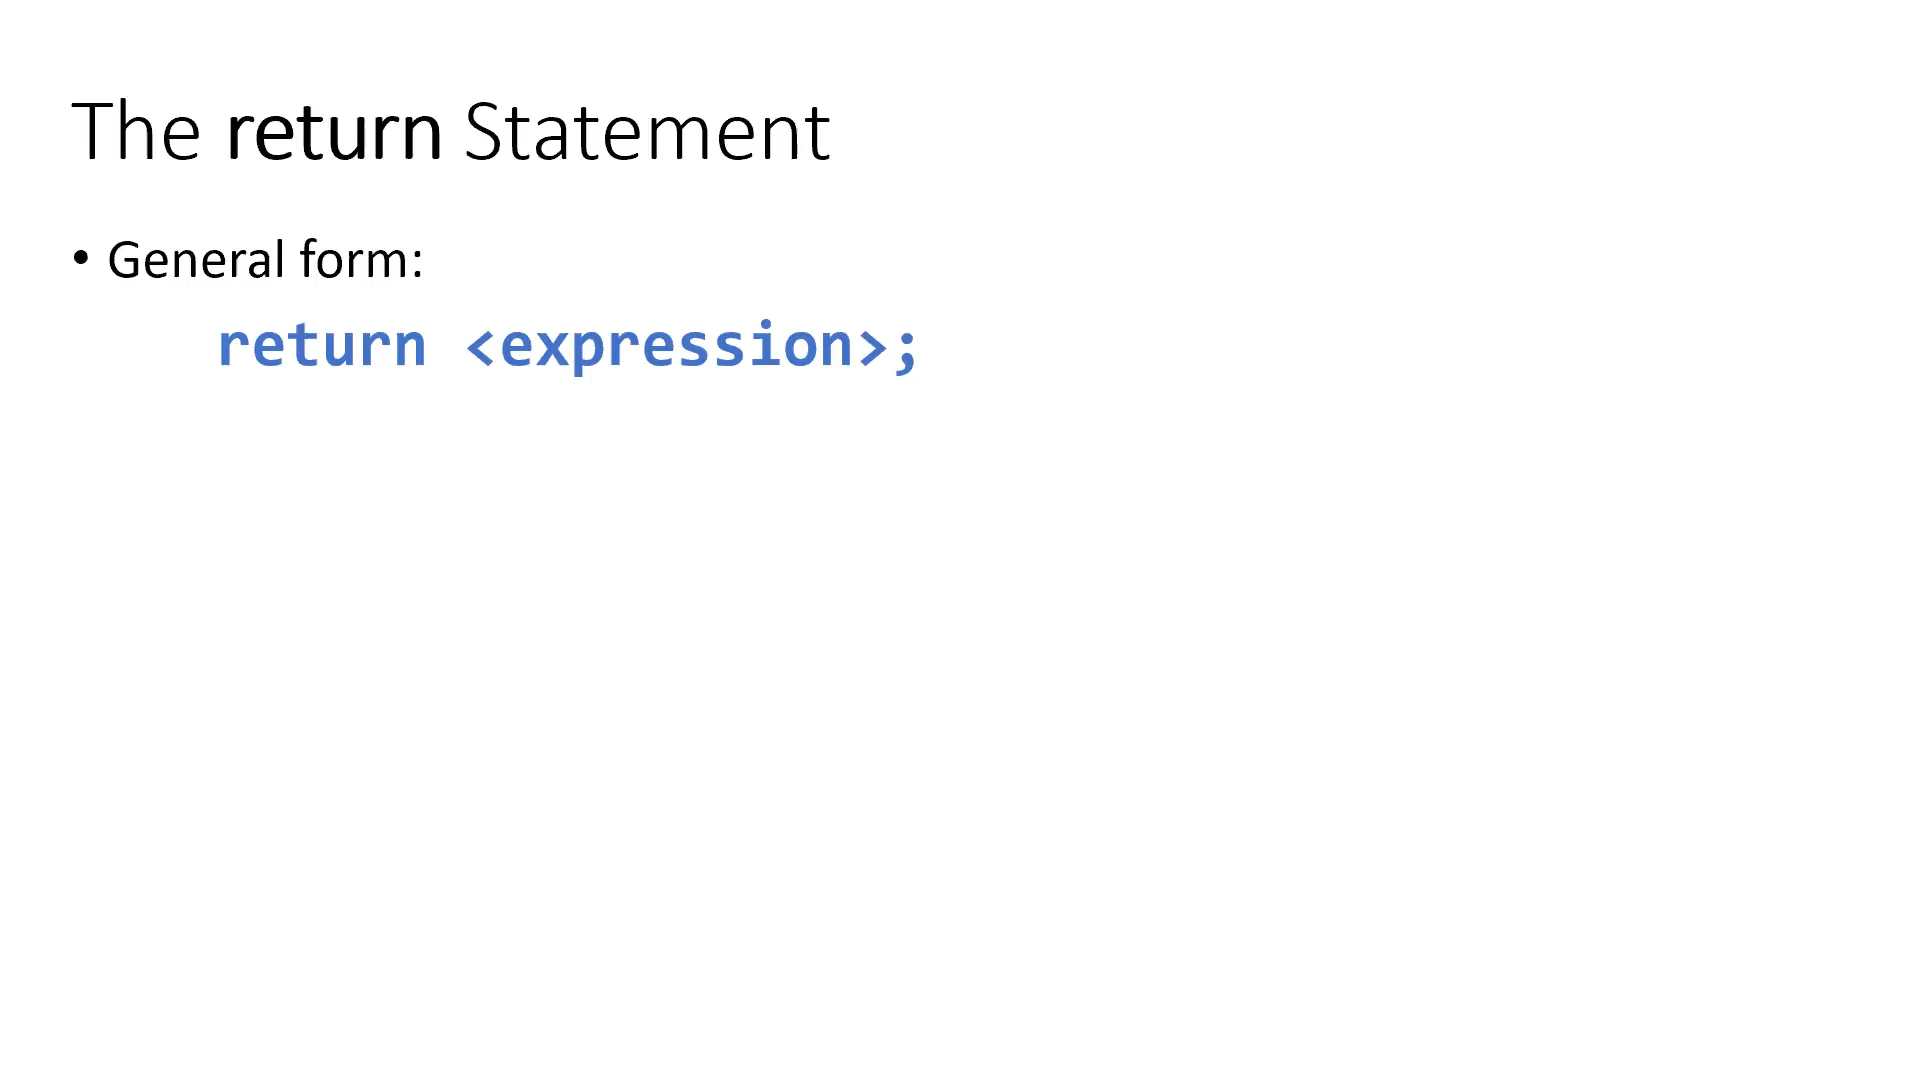 The return Statement
• General form:
return <expression>;